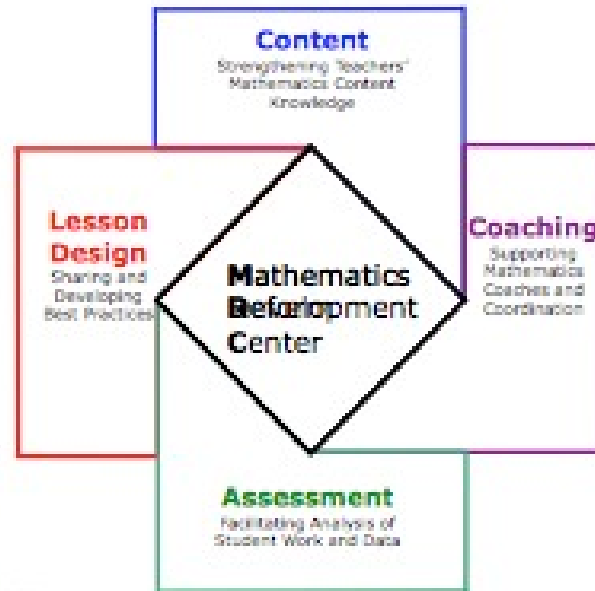 Content
Strengthening Teachers'
Mathematics Content
Knowledge
Lesson
Design
Sharing and
Developing
Best Practices
Mathematics
Center
Coaching
Supporting
Mathematics
Coaches and
Coordination
Assessment
Facilitating Analysis of
Student Work and Data